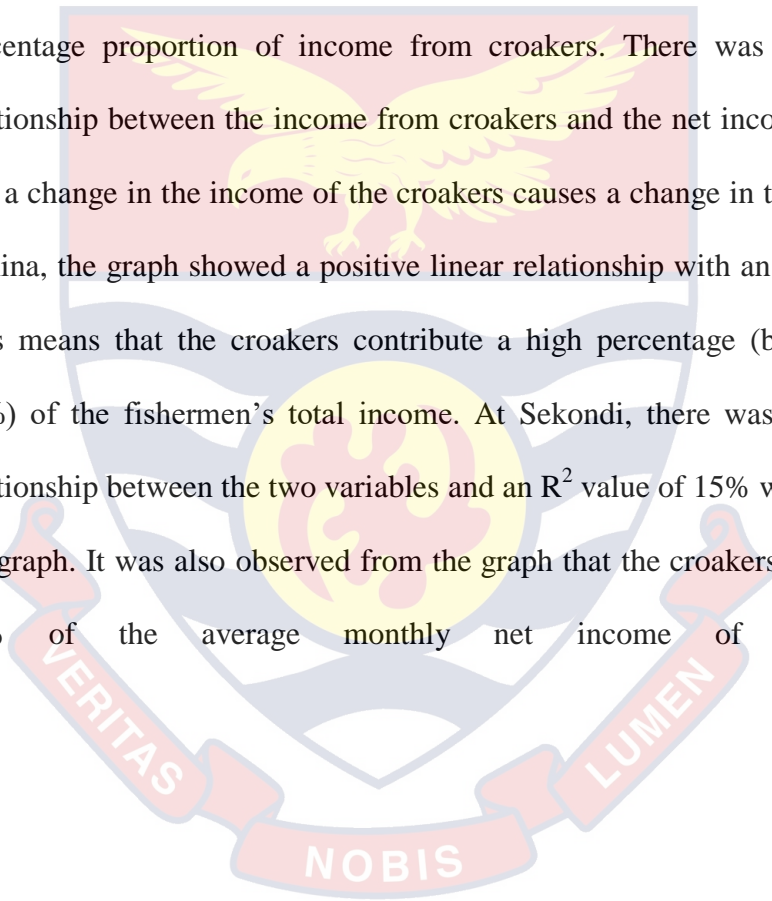 centage proportion of income from croakers. There was
tionship between the income from croakers and the net inco
a change in the income of the croakers causes a change in t
ina, the graph showed a positive linear relationship with an
s means that the croakers contribute a high percentage (b
%) of the fishermen's total income. At Sekondi, there was
tionship between the two variables and an R² value of 15% w
graph. It was also observed from the graph that the croakers
of the average monthly net income of
VERITAS
NOBIS
LUMEN